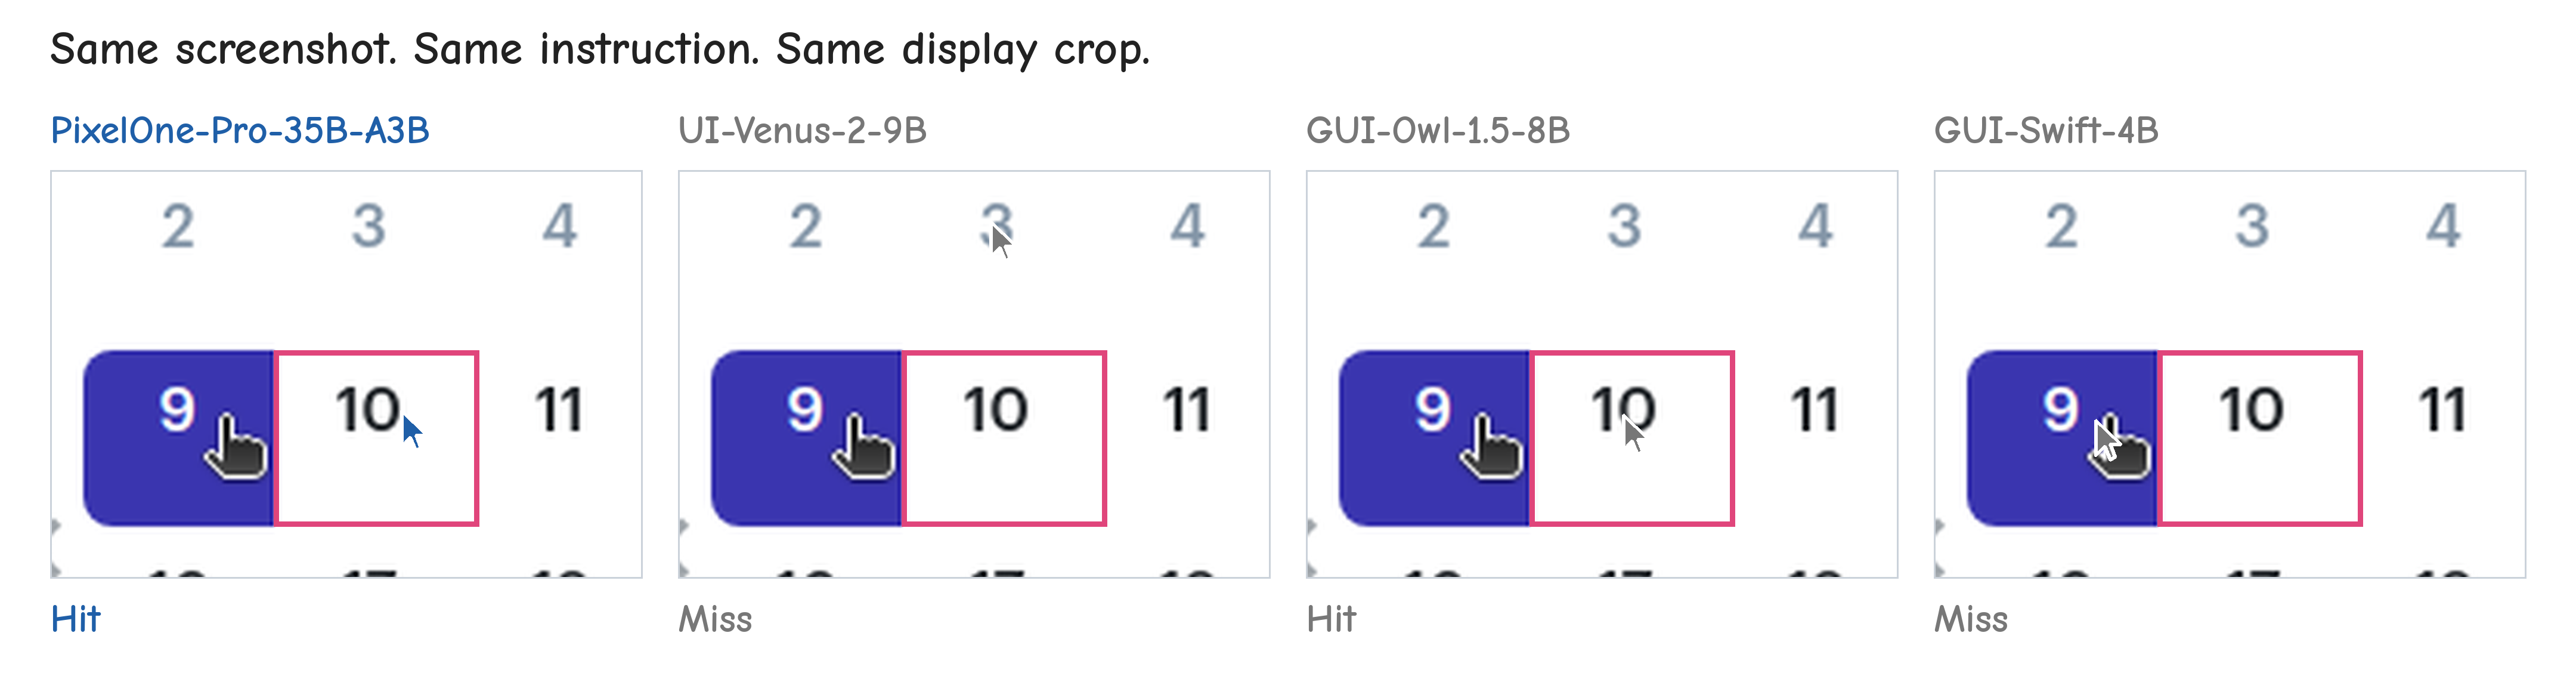 Same screenshot. Same instruction. Same display crop.
PixelOne-Pro-35B-A3B
2 3 4
9 10 11
Hit
UI-Venus-2-9B
2 3 4
9 10 11
Miss
GUI-Owl-1.5-8B
2 3 4
9 10 11
Hit
GUI-Swift-4B
2 3 4
9 10 11
Miss